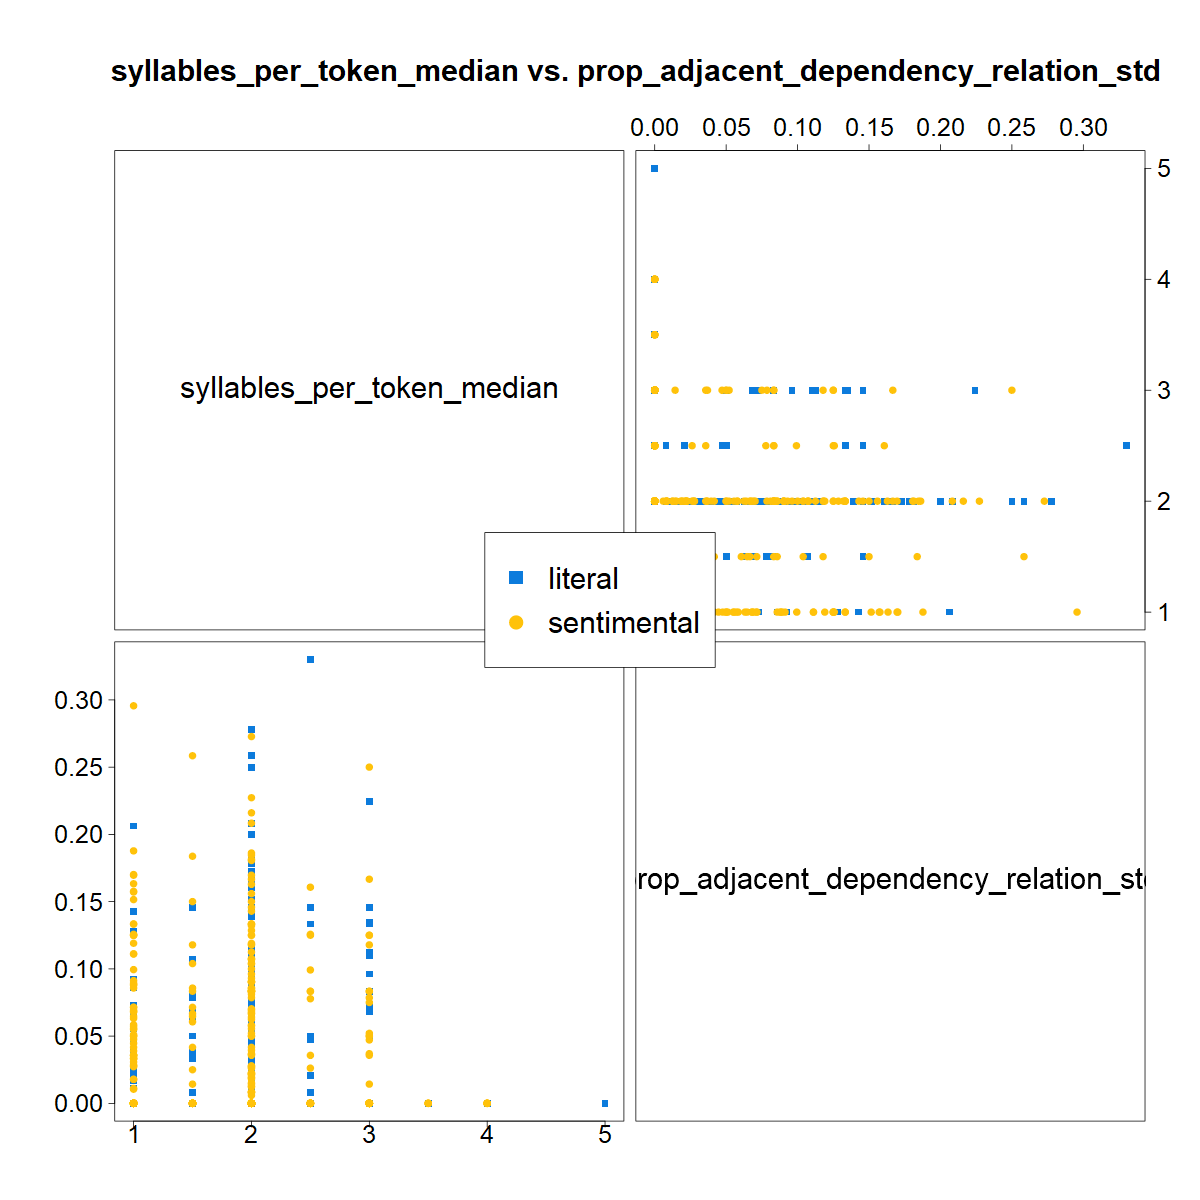 syllables_per_token_median vs. prop_adjacent_dependency_relation_std
0.00 0.05 0.10 0.15 0.20 0.25 0.30
5
4
3
2
1
syllables_per_token_median
literal
sentimental
rop_adjacent_dependency_relation_st
0.30
0.25
0.20
0.15
0.10
0.05
0.00
1 2 3 4 5